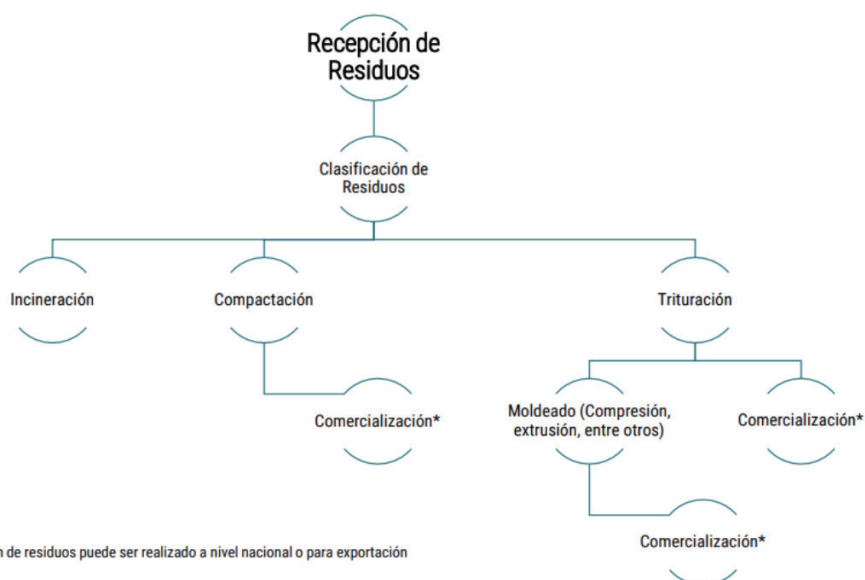 Recepción de
Residuos
Clasificación de
Residuos
Incineración
Compactación
Trituración
Comercialización*
Moldeado (Compresión,
extrusión, entre otros)
Comercialización*
Comercialización*
de residuos puede ser realizado a nivel nacional o para exportación